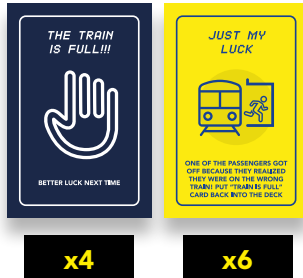 THE TRAIN
IS FULL!!!
BETTER LUCK NEXT TIME
x4
JUST MY
LUCK
ONE OF THE PASSENGERS GOT
OFF BECAUSE THEY REALIZED
THEY WERE ON THE WRONG
TRAIN! PUT "TRAIN IS FULL"
CARD BACK INTO THE DECK
x6